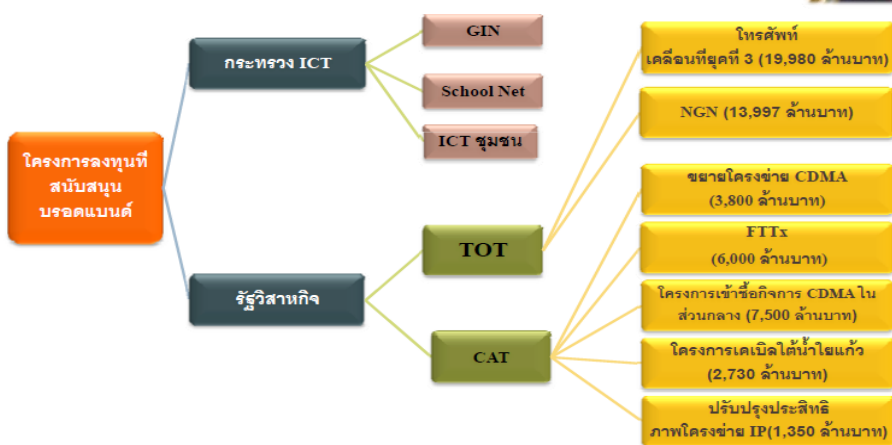 โครงการลงทุนที่
สนับสนุน
บรอดแบนด์
กระทรวง ICT
GIN
School Net
ICT ชุมชน
รัฐวิสาหกิจ
TOT
โทรศัพท์
เคลื่อนที่ยุคที่ 3 (19,980 ล้านบาท)
NGN (13,997 ล้านบาท)
CAT
ขยายโครงข่าย CDMA
(3,800 ล้านบาท)
FTTx
(6,000 ล้านบาท)
โครงการเข้าซื้อกิจการ CDMA ใน
ส่วนกลาง (7,500 ล้านบาท)
โครงการเคเบิลใต้น้ำใยแก้ว
(2,730 ล้านบาท)
ปรับปรุงประสิทธิ
ภาพโครงข่าย IP(1,350 ล้านบาท)